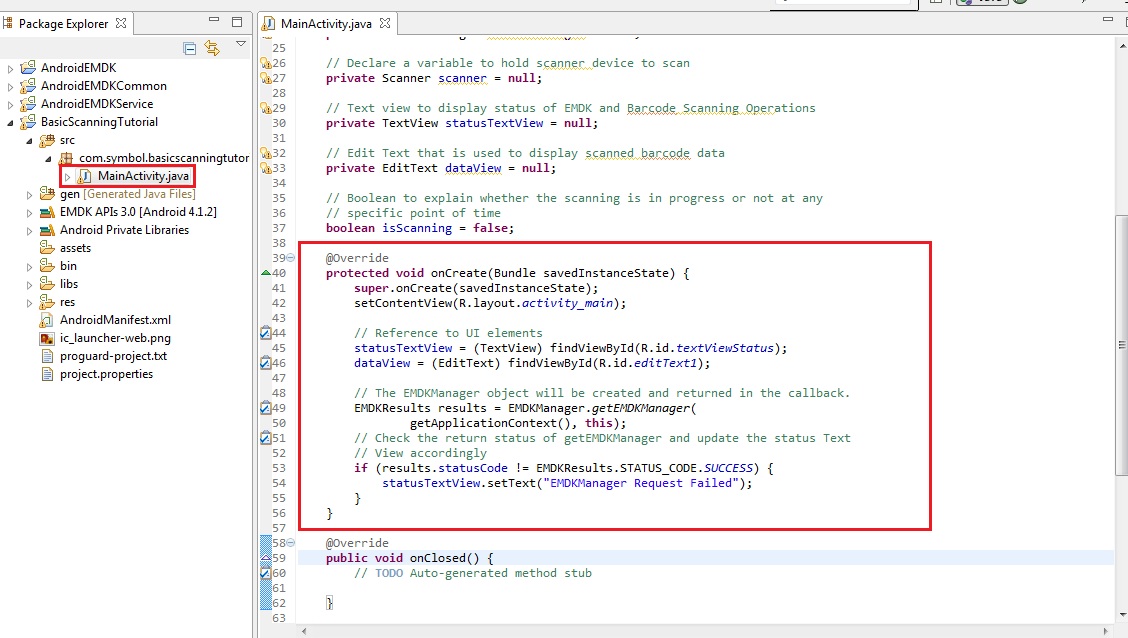 Package Explorer
AndroidEMDK
AndroidEMDKCommon
AndroidEMDKService
BasicScanningTutorial
src
com.symbol.basicscanningtutor
MainActivity.java
gen [Generated Java Files]
EMDK APIs 3.0 [Android 4.1.2]
Android Private Libraries
assets
bin
libs
res
AndroidManifest.xml
ic_launcher-web.png
proguard-project.txt
project.properties
MainActivity.java
25
26 // Declare a variable to hold scanner device to scan
27 private Scanner scanner = null;
28
29 // Text view to display status of EMDK and Barcode Scanning Operations
30 private TextView statusTextView = null;
31
32 // Edit Text that is used to display scanned barcode data
33 private EditText dataView = null;
34
35 // Boolean to explain whether the scanning is in progress or not at any
36 // specific point of time
37 boolean isScanning = false;
38
39 @Override
40 protected void onCreate(Bundle savedInstanceState) {
41 super.onCreate(savedInstanceState);
42 setContentView(R.layout.activity_main);
43
44 // Reference to UI elements
45 statusTextView = (TextView) findViewById(R.id.textViewStatus);
46 dataView = (EditText) findViewById(R.id.editText1);
47
48 // The EMDKManager object will be created and returned in the callback.
49 EMDKResults results = EMDKManager.getEMDKManager(
50 getApplicationContext(), this);
51 // Check the return status of getEMDKManager and update the status Text
52 // View accordingly
53 if (results.statusCode != EMDKResults.STATUS_CODE.SUCCESS) {
54 statusTextView.setText("EMDKManager Request Failed");
55 }
56 }
57
58 @Override
59 public void onClosed() {
60 // TODO Auto-generated method stub
61
62 }
63